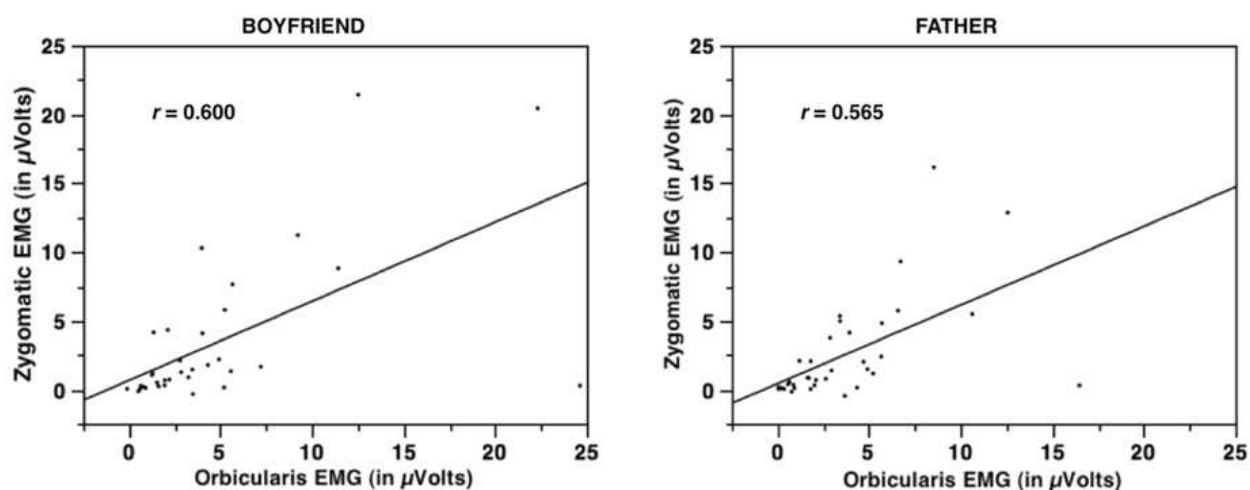 BOYFRIEND
Zygomatic EMG (in µVolts)
25
20
15
10
5
0
r = 0.600
0 5 10 15 20 25
Orbicularis EMG (in µVolts)
FATHER
Zygomatic EMG (in µVolts)
25
20
15
10
5
0
r = 0.565
0 5 10 15 20 25
Orbicularis EMG (in µVolts)